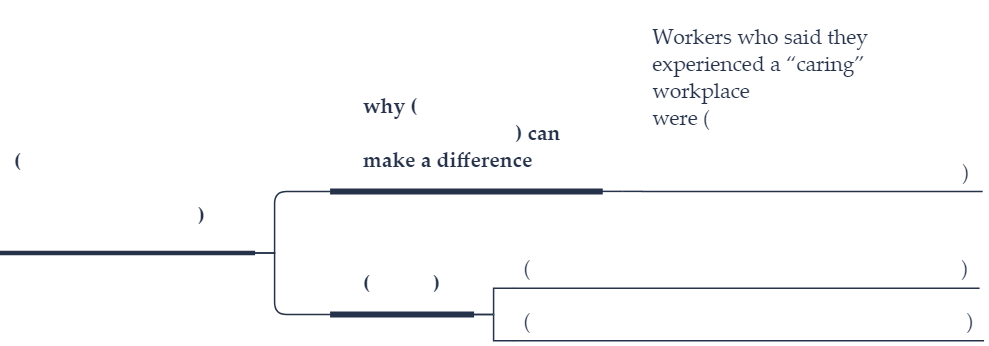 Workers who said they
experienced a “caring”
workplace
were (
)
why (
) can
make a difference
(
)
( )
( )
( )